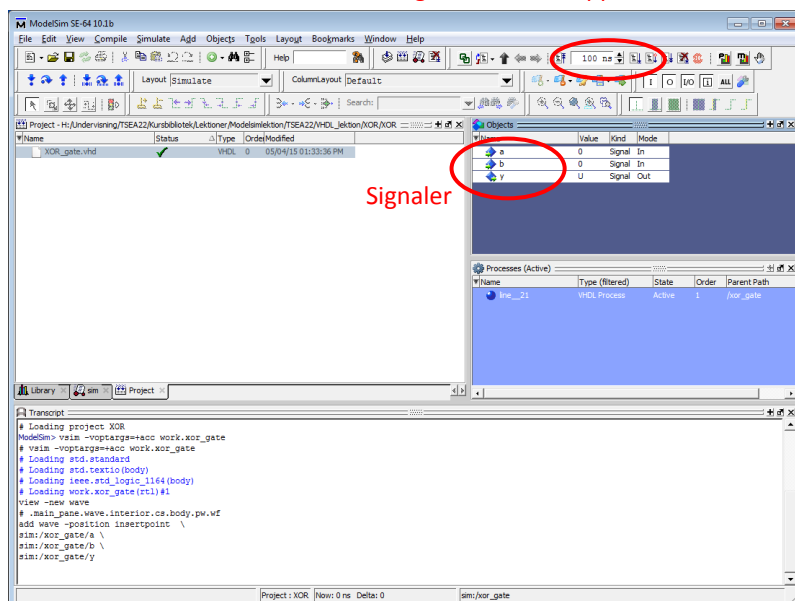 ModelSim SE-64 10.1b
File Edit View Compile Simulate Add Objects Tools Layout Bookmarks Window Help
Help
100 ns
Layout Simulate
ColumnLayout Default
I O I/O ALL
Search:
Project - H:/Undervisning/TSEA22/Kursbibliotek/Lektioner/Modelsimlektion/TSEA22/VHDL_lektion/XOR/XOR
Name Status Type Order Modified
XOR_gate.vhd VHDL 0 05/04/15 01:33:36 PM
Objects
Name Value Kind Mode
a 0 Signal In
b 0 Signal In
y U Signal Out
Signaler
Processes (Active)
Name Type (filtered) State Order Parent Path
line__21 VHDL Process Active 1 /xor_gate
Library sim Project
Transcript
# Loading project XOR
ModelSim> vsim -voptargs=+acc work.xor_gate
# vsim -voptargs=+acc work.xor_gate
# Loading std.standard
# Loading std.textio(body)
# Loading ieee.std_logic_1164(body)
# Loading work.xor_gate(rtl)#1
view -new wave
# .main_pane.wave.interior.cs.body.pw.wf
add wave -position insertpoint \
sim:/xor_gate/a \
sim:/xor_gate/b \
sim:/xor_gate/y
Project : XOR Now: 0 ns Delta: 0 sim:/xor_gate